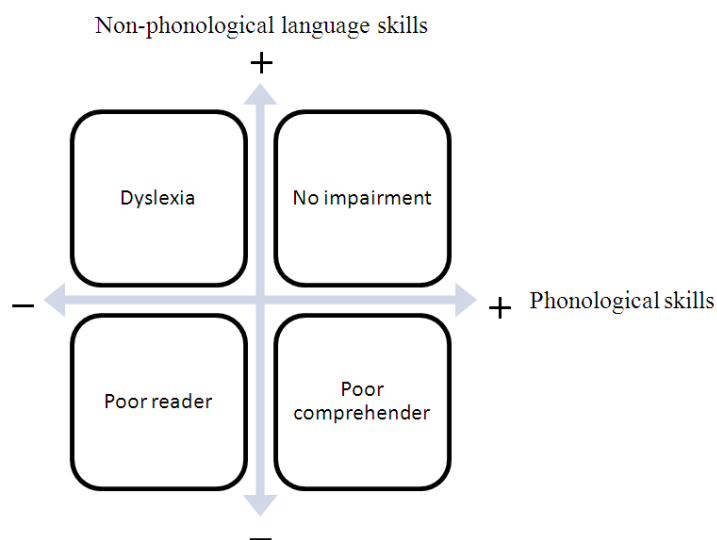 Non-phonological language skills
+
Dyslexia
No impairment
–
+
Phonological skills
Poor reader
Poor
comprehender
–